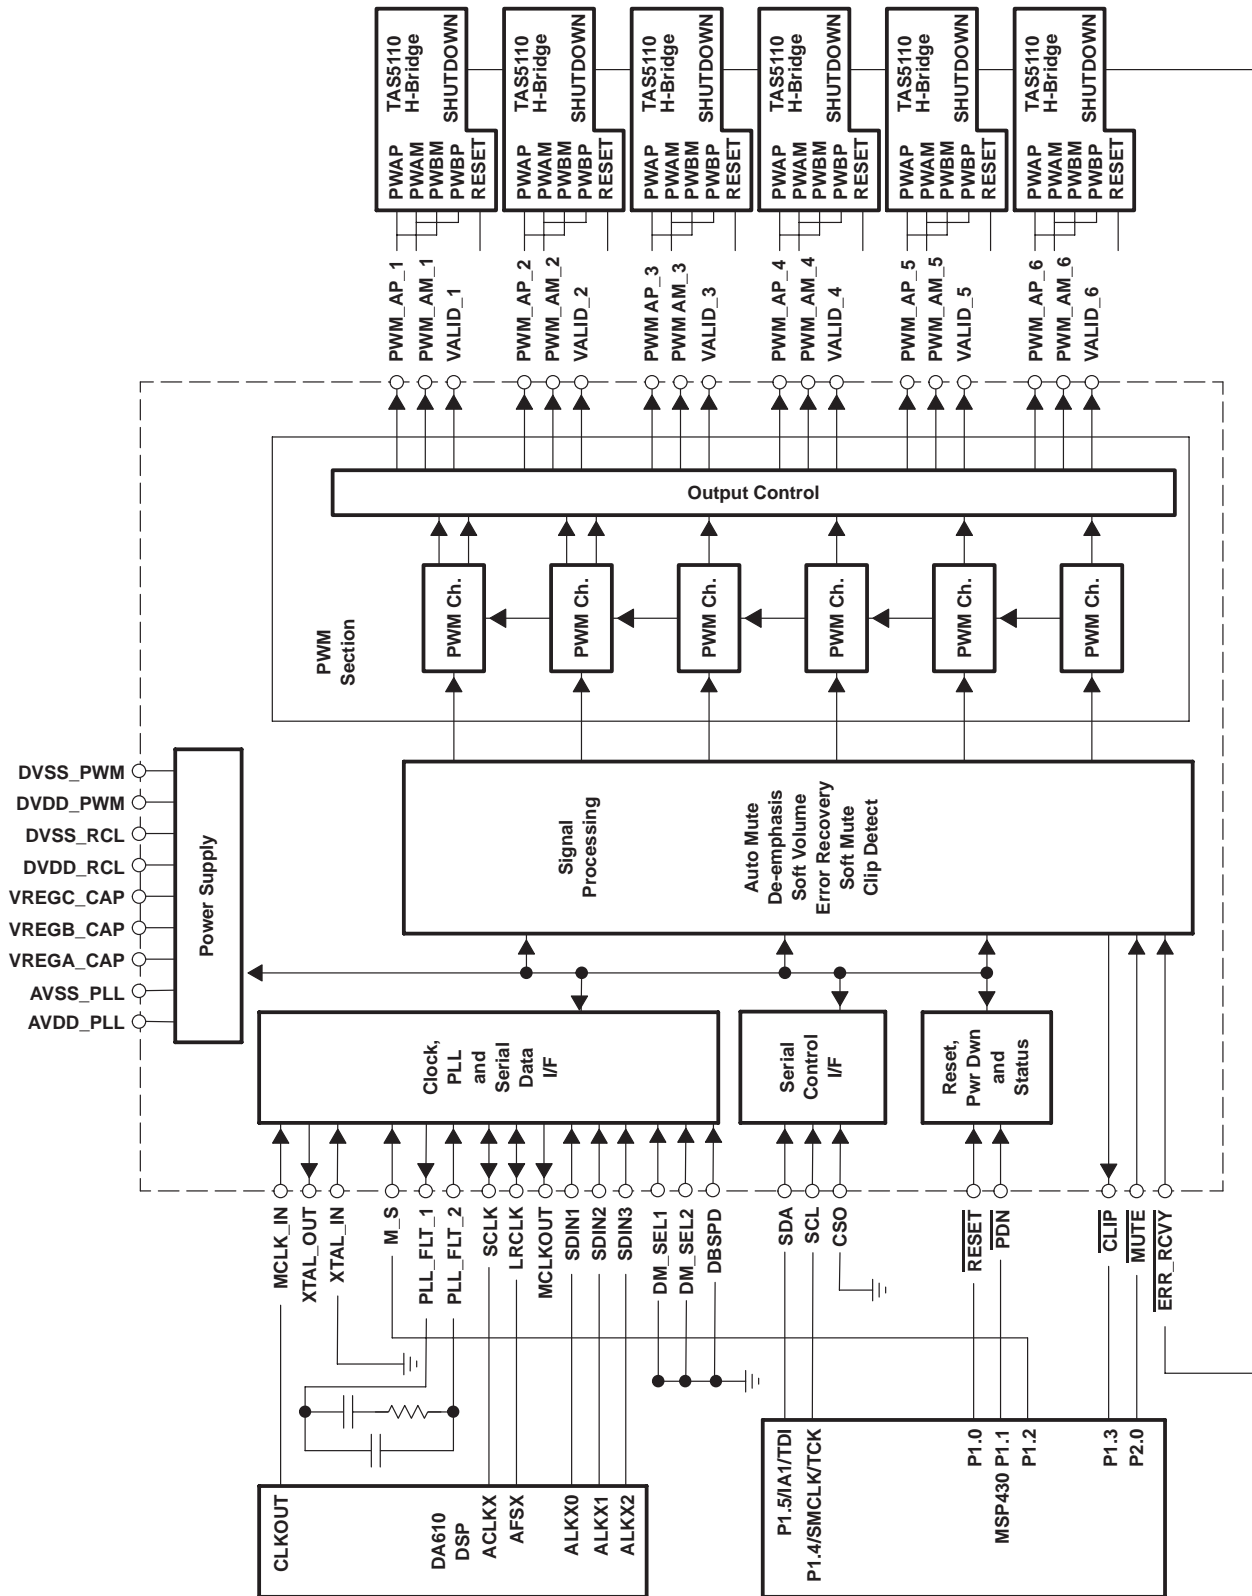 TAS5110
H-Bridge
SHUTDOWN
PWAP
PWAM
PWBM
PWBP
RESET
TAS5110
H-Bridge
SHUTDOWN
PWAP
PWAM
PWBM
PWBP
RESET
TAS5110
H-Bridge
SHUTDOWN
PWAP
PWAM
PWBM
PWBP
RESET
TAS5110
H-Bridge
SHUTDOWN
PWAP
PWAM
PWBM
PWBP
RESET
TAS5110
H-Bridge
SHUTDOWN
PWAP
PWAM
PWBM
PWBP
RESET
TAS5110
H-Bridge
SHUTDOWN
PWAP
PWAM
PWBM
PWBP
RESET
PWM_AP_1
PWM_AM_1
VALID_1
PWM_AP_2
PWM_AM_2
VALID_2
PWM AP_3
PWM AM_3
VALID_3
PWM_AP_4
PWM_AM_4
VALID_4
PWM_AP_5
PWM_AM_5
VALID_5
PWM_AP_6
PWM_AM_6
VALID_6
Output Control
PWM Ch.
PWM Ch.
PWM Ch.
PWM Ch.
PWM Ch.
PWM Ch.
PWM
Section
DVSS_PWM
DVDD_PWM
DVSS_RCL
DVDD_RCL
VREGC_CAP
VREGB_CAP
VREGA_CAP
AVSS_PLL
AVDD_PLL
Power Supply
Signal
Processing
Auto Mute
De-emphasis
Soft Volume
Error Recovery
Soft Mute
Clip Detect
Clock,
PLL
and
Serial
Data
I/F
Serial
Control
I/F
Reset,
Pwr Dwn
and
Status
MCLK_IN
XTAL_OUT
XTAL_IN
M_S
PLL_FLT_1
PLL_FLT_2
SCLK
LRCLK
MCLKOUT
SDIN1
SDIN2
SDIN3
DM_SEL1
DM_SEL2
DBSPD
SDA
SCL
CSO
RESET
PDN
CLIP
MUTE
ERR_RCVY
CLKOUT
DA610
DSP
ACLKX
AFSX
ALKX0
ALKX1
ALKX2
P1.5/IA1/TDI
P1.4/SMCLK/TCK
P1.0
MSP430 P1.1
P1.2
P1.3
P2.0